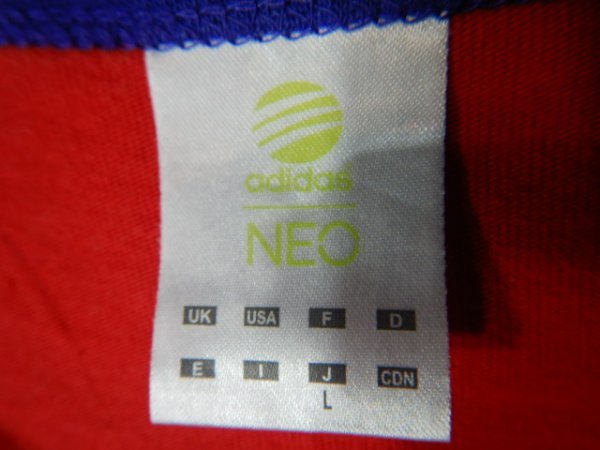 adidas
NEO
UK USA F D
E I J CDN
L